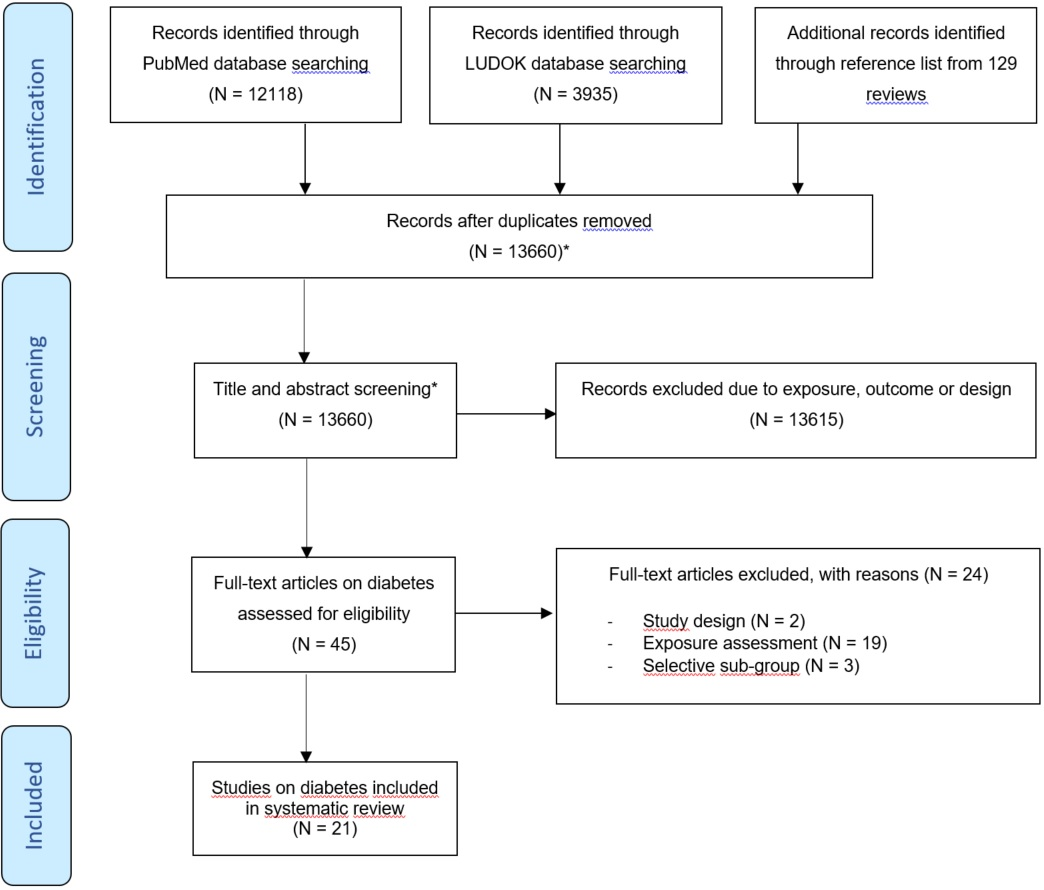 Identification
Records identified through
PubMed database searching
(N = 12118)
Records identified through
LUDOK database searching
(N = 3935)
Additional records identified
through reference list from 129
reviews
Records after duplicates removed
(N = 13660)*
Screening
Title and abstract screening*
(N = 13660)
Records excluded due to exposure, outcome or design
(N = 13615)
Eligibility
Full-text articles on diabetes
assessed for eligibility
(N = 45)
Full-text articles excluded, with reasons (N = 24)
- Study design (N = 2)
- Exposure assessment (N = 19)
- Selective sub-group (N = 3)
Included
Studies on diabetes included
in systematic review
(N = 21)